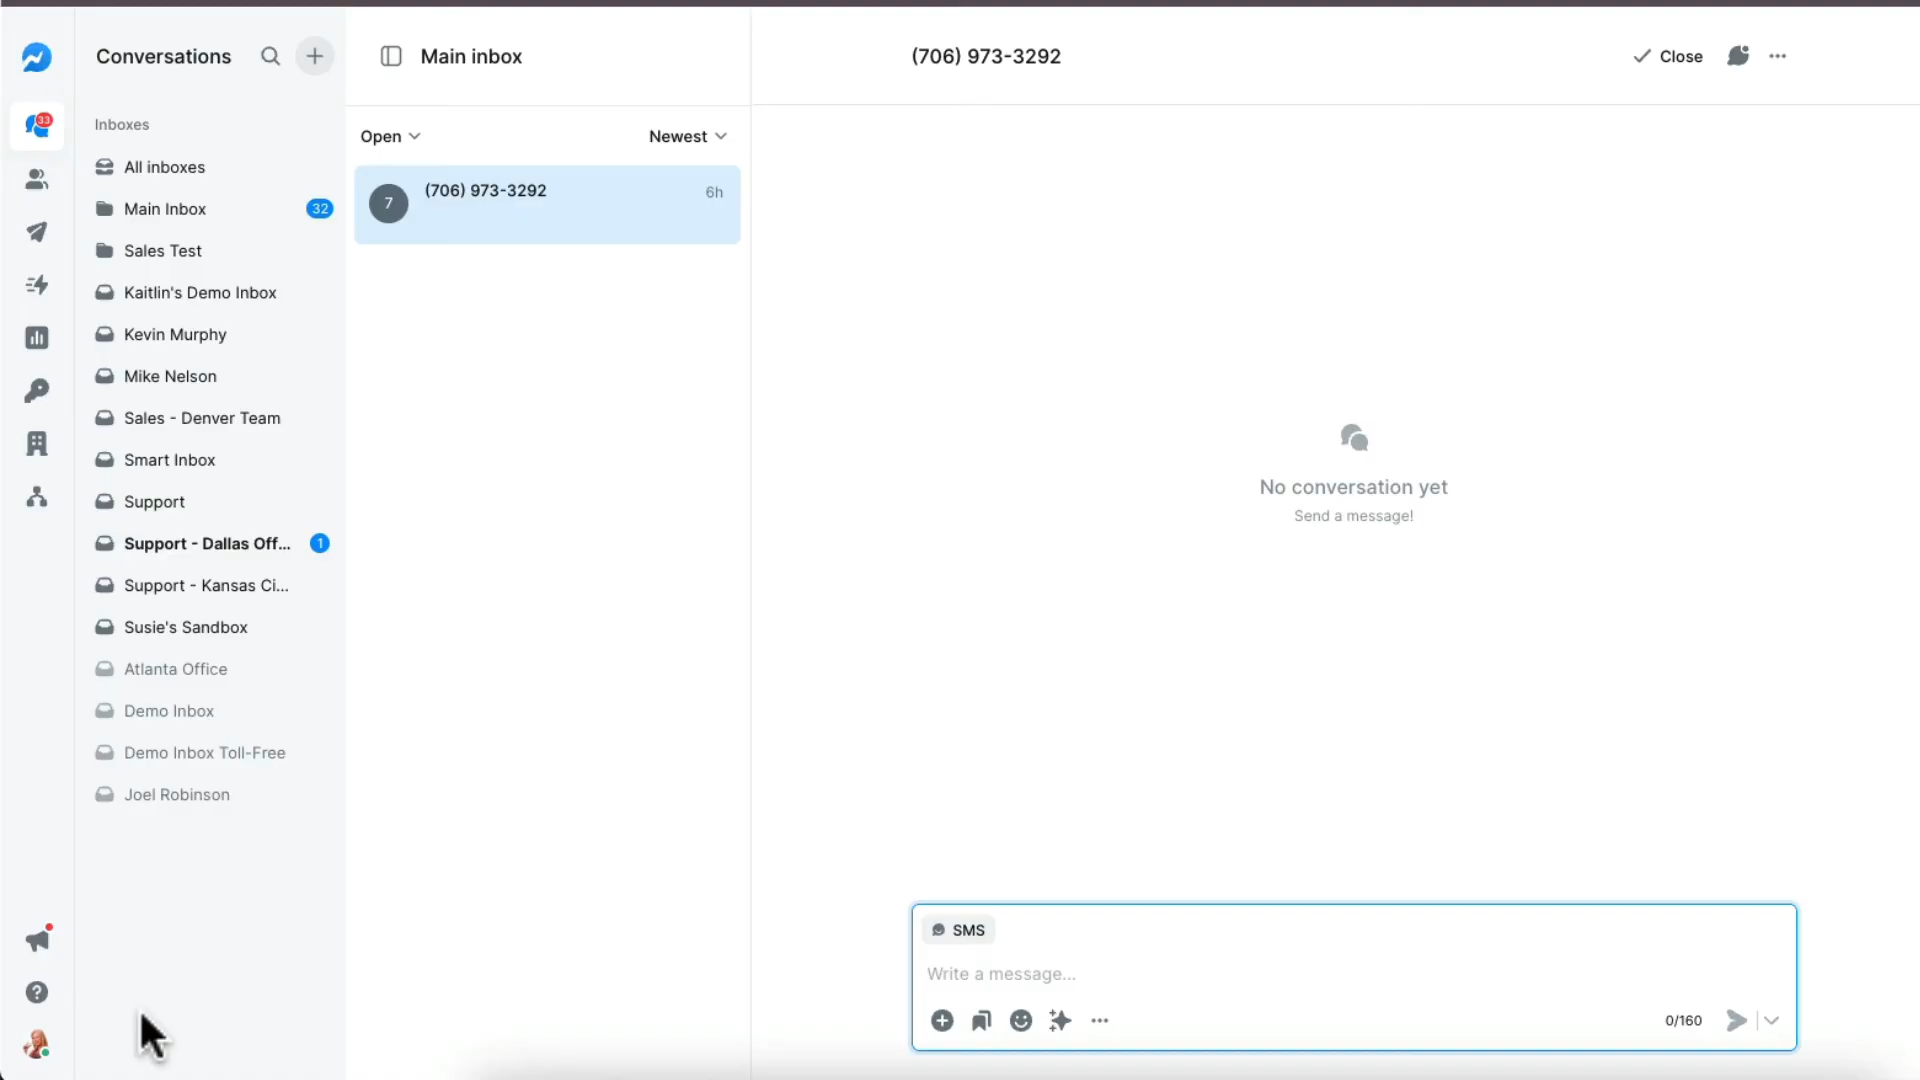 Conversations
33
Inboxes
All inboxes
Main Inbox 32
Sales Test
Kaitlin's Demo Inbox
Kevin Murphy
Mike Nelson
Sales - Denver Team
Smart Inbox
Support
Support - Dallas Off... 1
Support - Kansas Ci...
Susie's Sandbox
Atlanta Office
Demo Inbox
Demo Inbox Toll-Free
Joel Robinson
Main inbox
Open Newest
7 (706) 973-3292 6h
(706) 973-3292 Close
No conversation yet
Send a message!
SMS
Write a message...
0/160